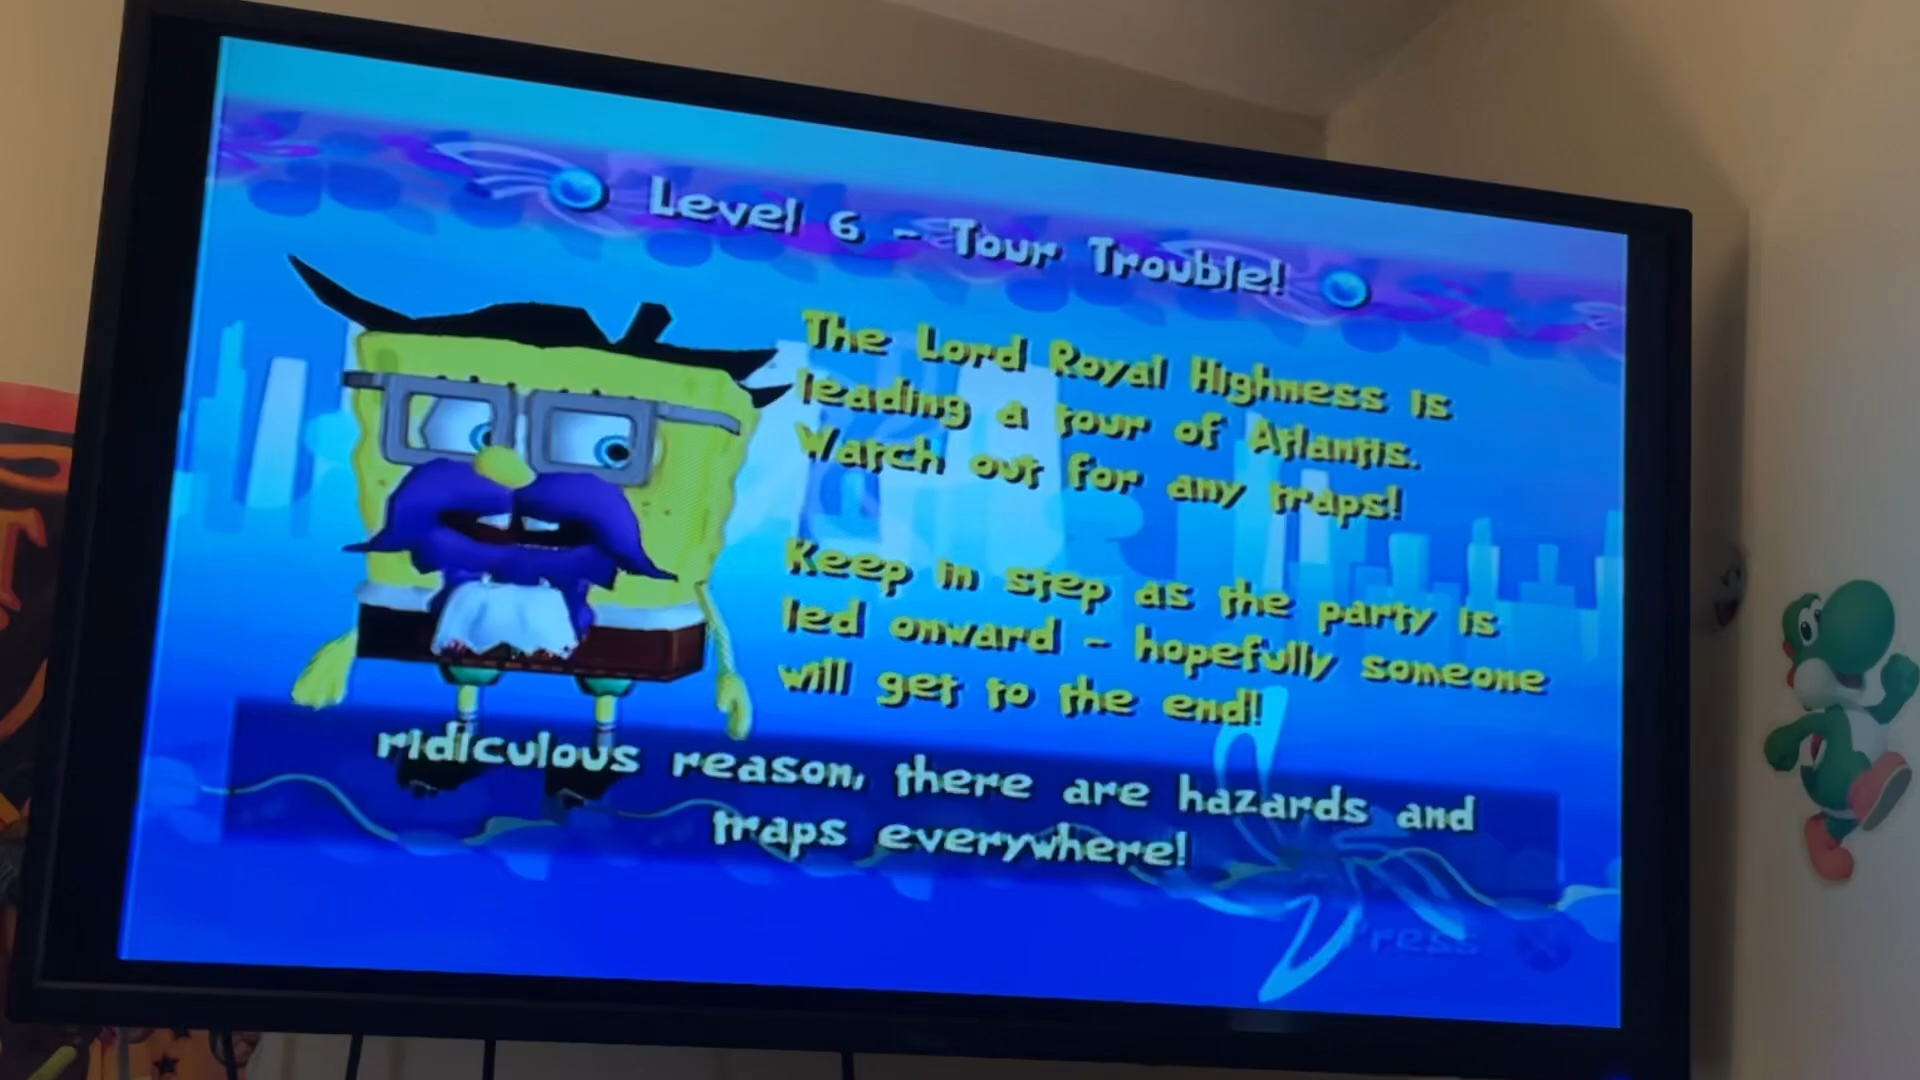 Level 6 - Tour Trouble!
The Lord Royal Highness is
leading a tour of Atlantis.
Watch out for any traps!
Keep in step as the party is
led onward - hopefully someone
will get to the end!
ridiculous reason, there are hazards and
traps everywhere!
Press